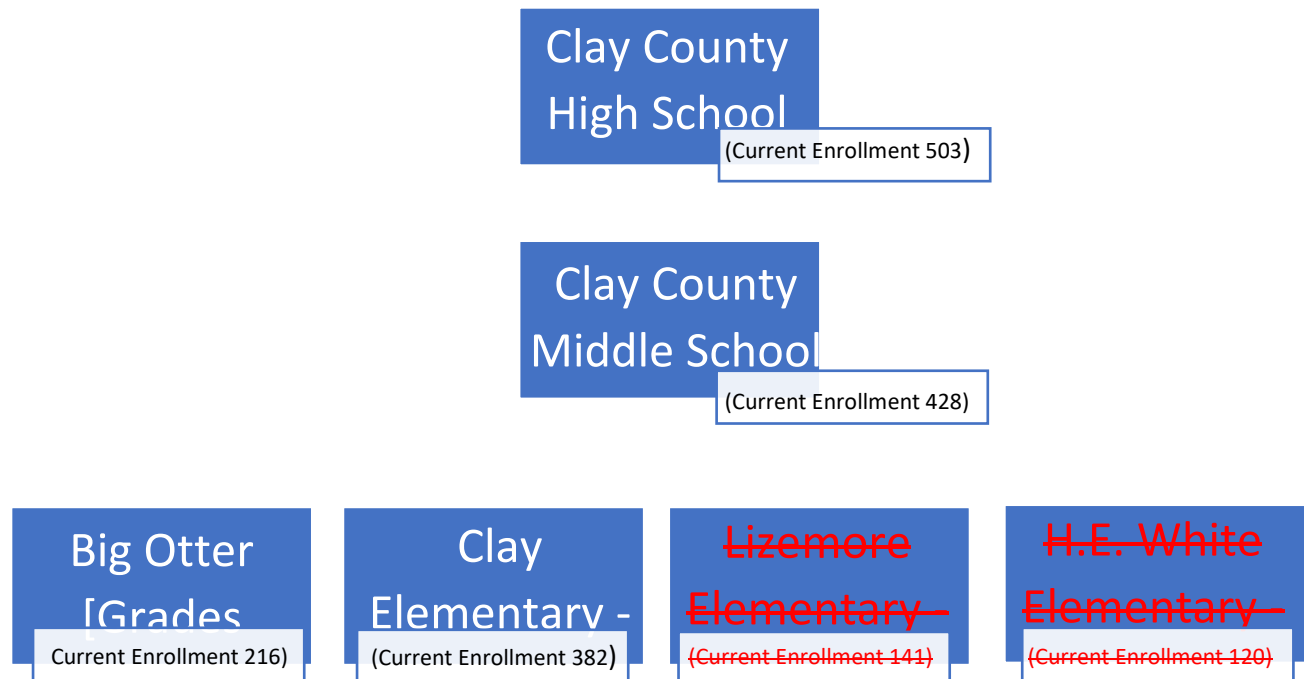 Clay County
High School
(Current Enrollment 503)
Clay County
Middle School
(Current Enrollment 428)
Big Otter
[Grades
Current Enrollment 216)
Clay
Elementary -
(Current Enrollment 382)
Lizemore
Elementary -
(Current Enrollment 141)
H.E. White
Elementary -
(Current Enrollment 120)